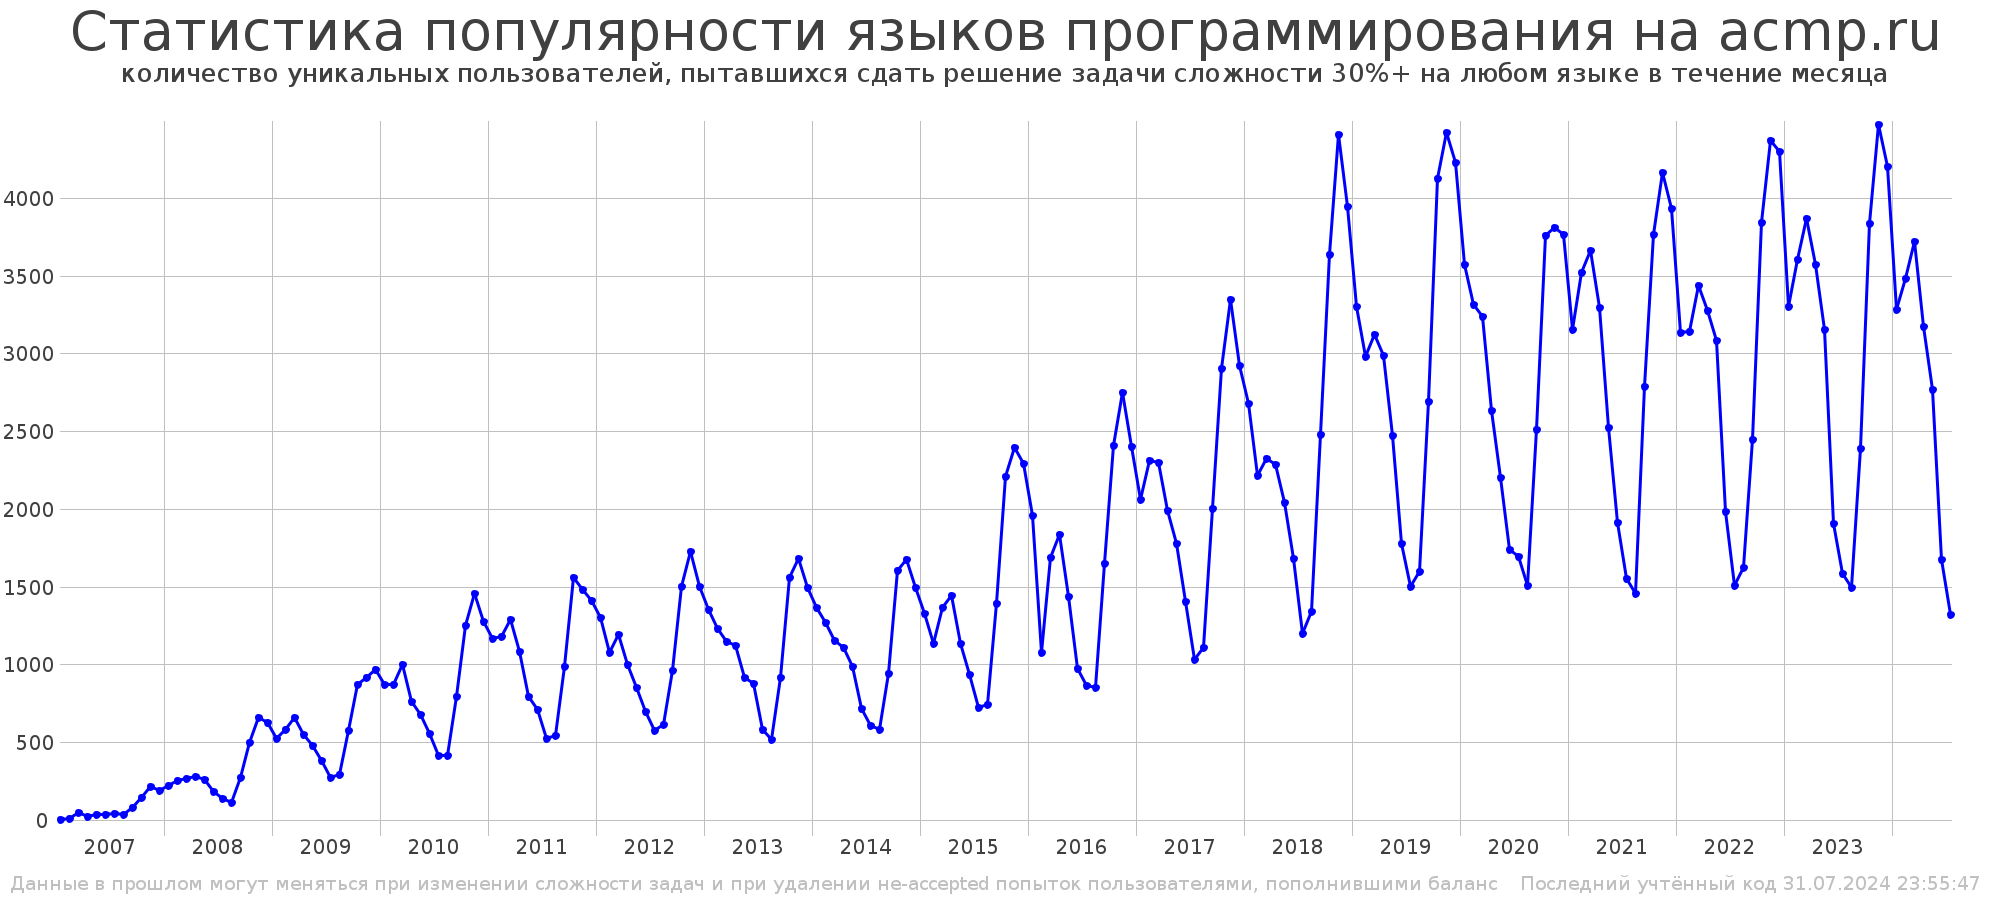 Статистика популярности языков программирования на acmp.ru
количество уникальных пользователей, пытавшихся сдать решение задачи сложности 30%+ на любом языке в течение месяца
4000
3500
3000
2500
2000
1500
1000
500
0
2007 2008 2009 2010 2011 2012 2013 2014 2015 2016 2017 2018 2019 2020 2021 2022 2023
Данные в прошлом могут меняться при изменении сложности задач и при удалении не-accepted попыток пользователями, пополнившими баланс Последний учтённый код 31.07.2024 23:55:47